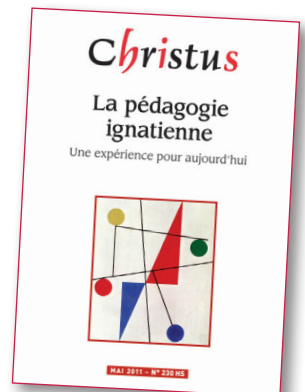 Christus
La pédagogie
ignatienne
Une expérience pour aujourd'hui
MAI 2011 – N° 230 HS